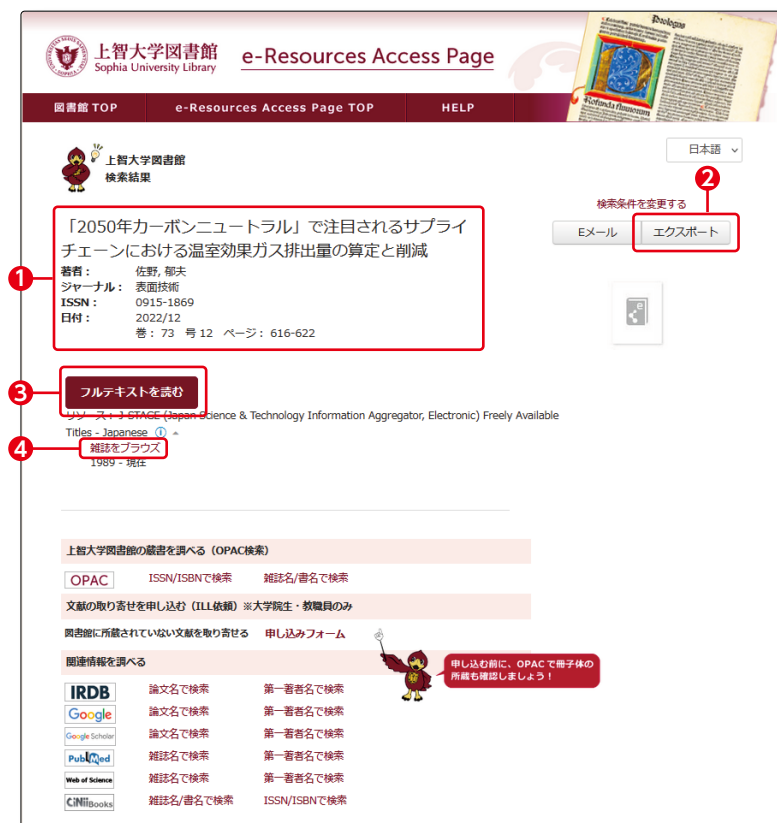 上智大学図書館
Sophia University Library
e-Resources Access Page
図書館 TOP e-Resources Access Page TOP HELP
日本語
上智大学図書館
検索結果
2
検索条件を変更する
Eメール エクスポート
1
「2050年カーボンニュートラル」で注目されるサプライ
チェーンにおける温室効果ガス排出量の算定と削減
著者： 佐野, 郁夫
ジャーナル： 表面技術
ISSN： 0915-1869
日付： 2022/12
巻： 73 号 12 ページ： 616-622
3
フルテキストを読む
リソース： J-STAGE (Japan Science & Technology Information Aggregator, Electronic) Freely Available
Titles - Japanese
4
雑誌をブラウズ
1989 - 現在
上智大学図書館の蔵書を調べる（OPAC検索）
OPAC ISSN/ISBNで検索 雑誌名/書名で検索
文献の取り寄せを申し込む（ILL依頼）※大学院生・教職員のみ
図書館に所蔵されていない文献を取り寄せる 申し込みフォーム
関連情報を調べる
申し込む前に、OPAC で冊子体の
所蔵も確認しましょう！
IRDB 論文名で検索 第一著者名で検索
Google 論文名で検索 第一著者名で検索
Google Scholar 論文名で検索 第一著者名で検索
PubMed 雑誌名で検索 第一著者名で検索
Web of Science 雑誌名で検索 第一著者名で検索
CiNii Books 雑誌名/書名で検索 ISSN/ISBNで検索